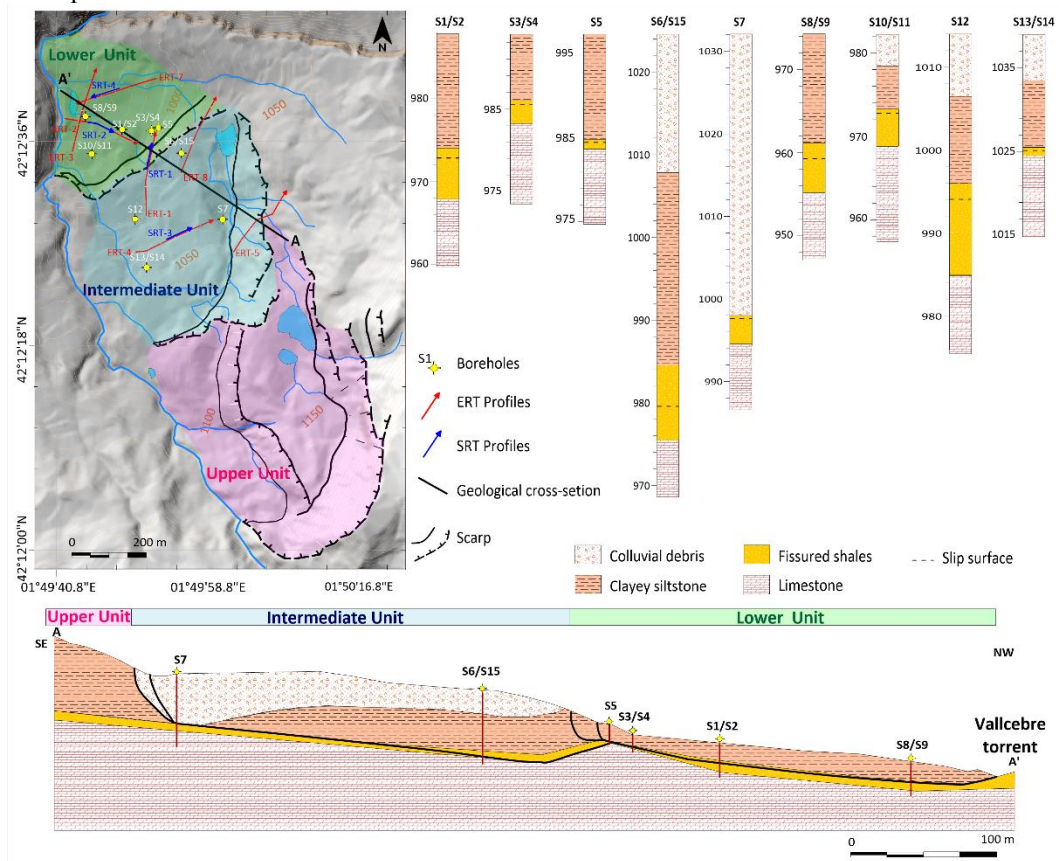 S1/S2 S3/S4 S5 S6/S15 S7 S8/S9 S10/S11 S12 S13/S14
980
970
960
985
975
995
985
975
1020
1010
1000
990
980
970
1030
1020
1010
1000
990
970
960
950
980
970
960
1010
1000
990
980
1035
1025
1015
N
Lower Unit
A'
SRT-4
ERT-7
1050
S8/S9
S3/S4
ERT-2
S1/S2
S5
SRT-2
ERT-3
S10/S11
SRT-1
ERT-8
ERT-1
S12
S7
SRT-3
A
ERT-4
ERT-5
S13/S14
1050
Intermediate Unit
1100
1150
Upper Unit
0 200 m
42°12'36"N
42°12'18"N
42°12'00"N
01°49'40.8"E 01°49'58.8"E 01°50'16.8"E
S1
Boreholes
ERT Profiles
SRT Profiles
Geological cross-setion
Scarp
Colluvial debris Fissured shales Slip surface
Clayey siltstone Limestone
Upper Unit Intermediate Unit Lower Unit
A
SE
NW
S7
S6/S15
S5
S3/S4
S1/S2
S8/S9
Vallcebre
torrent
A'
0 100 m